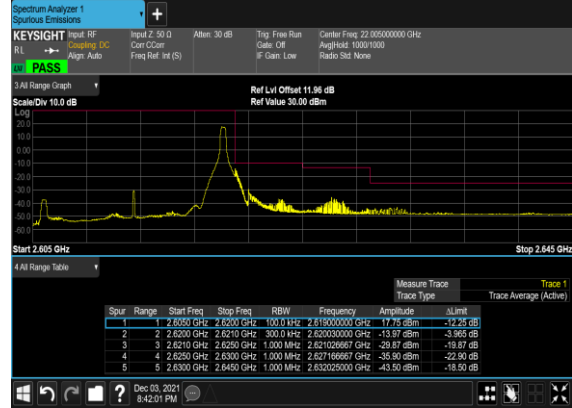 Spectrum Analyzer 1
Spurious Emissions
KEYSIGHT Input: RF Input Z: 50 Ω Atten: 30 dB Trig: Free Run Center Freq: 22.005000000 GHz
RL Coupling: DC Corr CCorr Gate: Off Avg|Hold: 1000/1000
Align: Auto Freq Ref: Int (S) IF Gain: Low Radio Std: None
PASS
3 All Range Graph
Ref Lvl Offset 11.96 dB
Scale/Div 10.0 dB Ref Value 30.00 dBm
Log
20.0
10.0
0.00
-10.0
-20.0
-30.0
-40.0
-50.0
-60.0
Start 2.605 GHz Stop 2.645 GHz
4 All Range Table
Measure Trace Trace 1
Trace Type Trace Average (Active)
Spur Range Start Freq Stop Freq RBW Frequency Amplitude ΔLimit
1 1 2.6050 GHz 2.6200 GHz 100.0 kHz 2.619000000 GHz 17.75 dBm -12.25 dB
2 2 2.6200 GHz 2.6210 GHz 300.0 kHz 2.620030000 GHz -13.97 dBm -3.965 dB
3 3 2.6210 GHz 2.6250 GHz 1.000 MHz 2.621026667 GHz -29.87 dBm -19.87 dB
4 4 2.6250 GHz 2.6300 GHz 1.000 MHz 2.627166667 GHz -35.90 dBm -22.90 dB
5 5 2.6300 GHz 2.6450 GHz 1.000 MHz 2.632025000 GHz -43.50 dBm -18.50 dB
Dec 03, 2021
8:42:01 PM